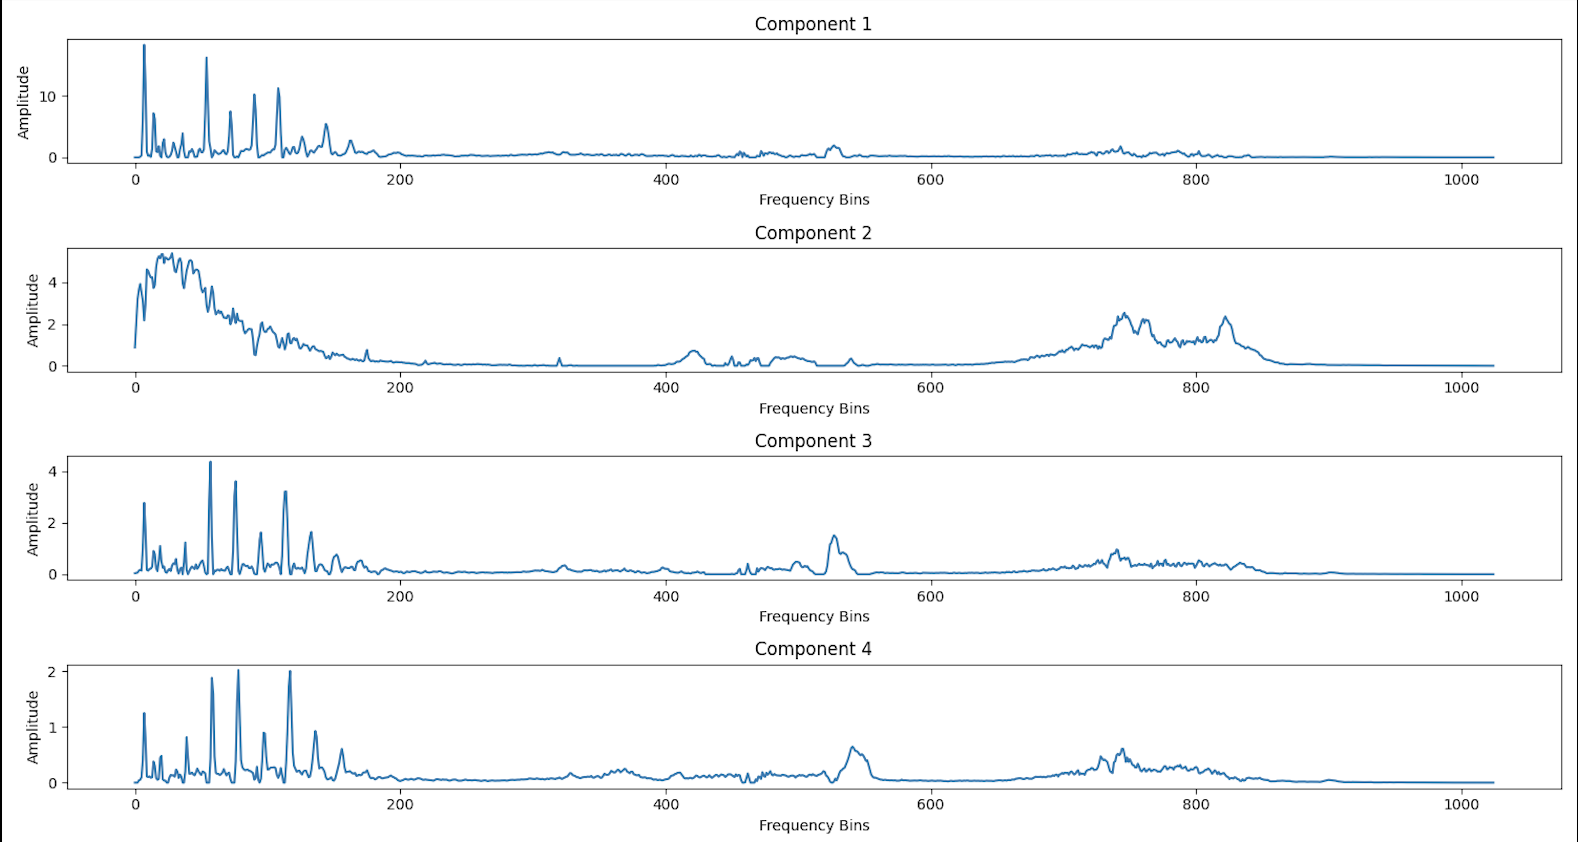 Component 1
Amplitude
10
0
0 200 400 600 800 1000
Frequency Bins
Component 2
Amplitude
4
2
0
0 200 400 600 800 1000
Frequency Bins
Component 3
Amplitude
4
2
0
0 200 400 600 800 1000
Frequency Bins
Component 4
Amplitude
2
1
0
0 200 400 600 800 1000
Frequency Bins